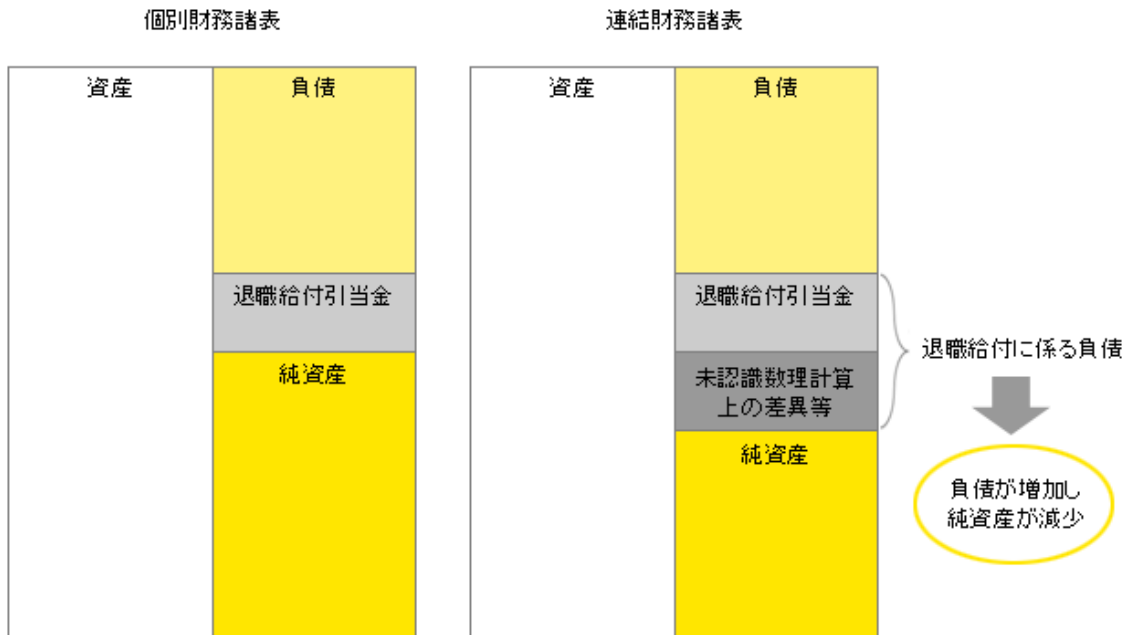 個別財務諸表
連結財務諸表
資産
負債
退職給付引当金
純資産
資産
負債
退職給付引当金
未認識数理計算
上の差異等
純資産
退職給付に係る負債
負債が増加し
純資産が減少